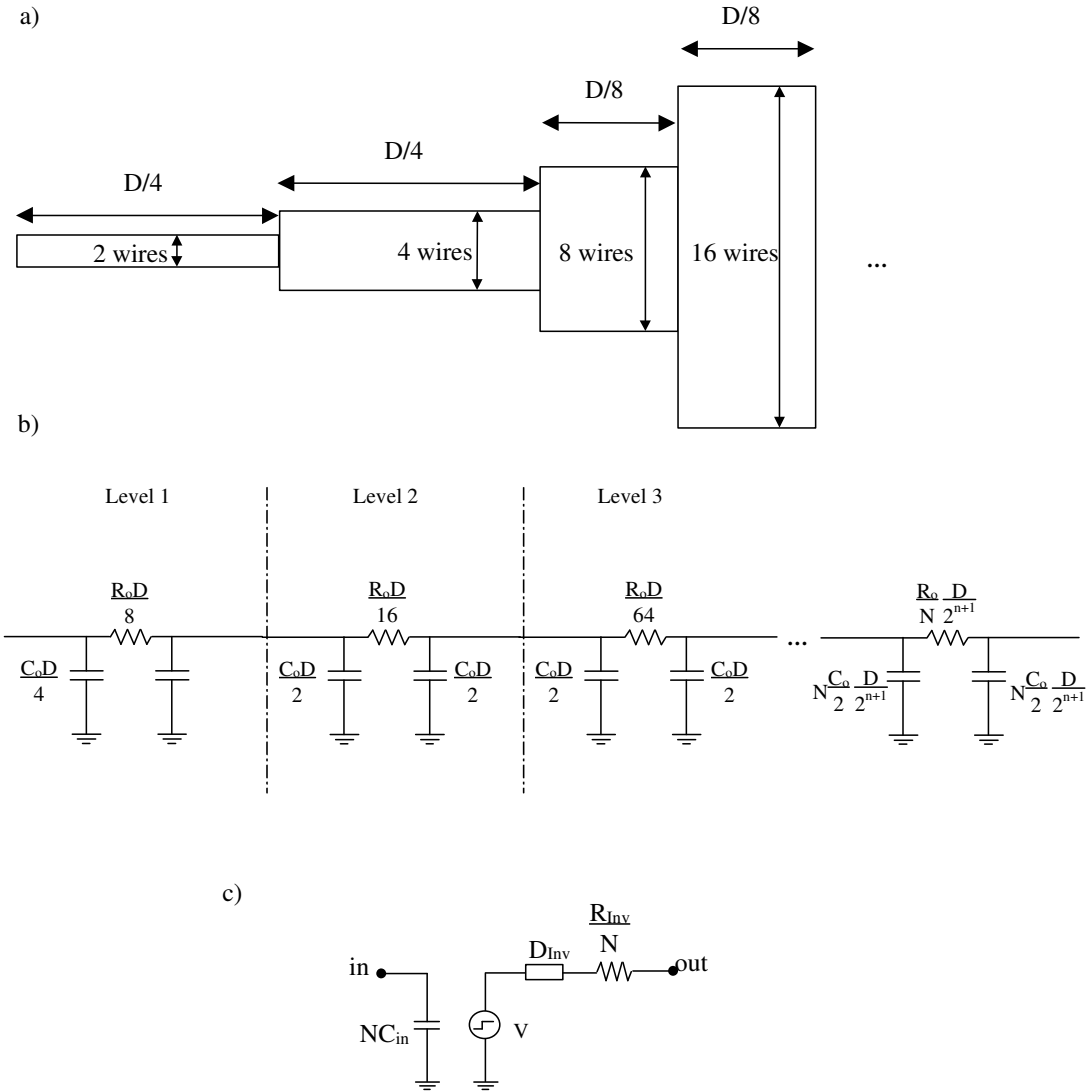 a)
D/8
D/8
D/4
D/4
2 wires
4 wires
8 wires
16 wires
...
b)
Level 1
Level 2
Level 3
RoD
8
RoD
16
RoD
64
Ro D
N 2ⁿ⁺¹
...
CoD
4
CoD
2
CoD
2
CoD
2
CoD
2
N Co D
2 2ⁿ⁺¹
N Co D
2 2ⁿ⁺¹
c)
RInv
N
DInv
in
out
NCin
V